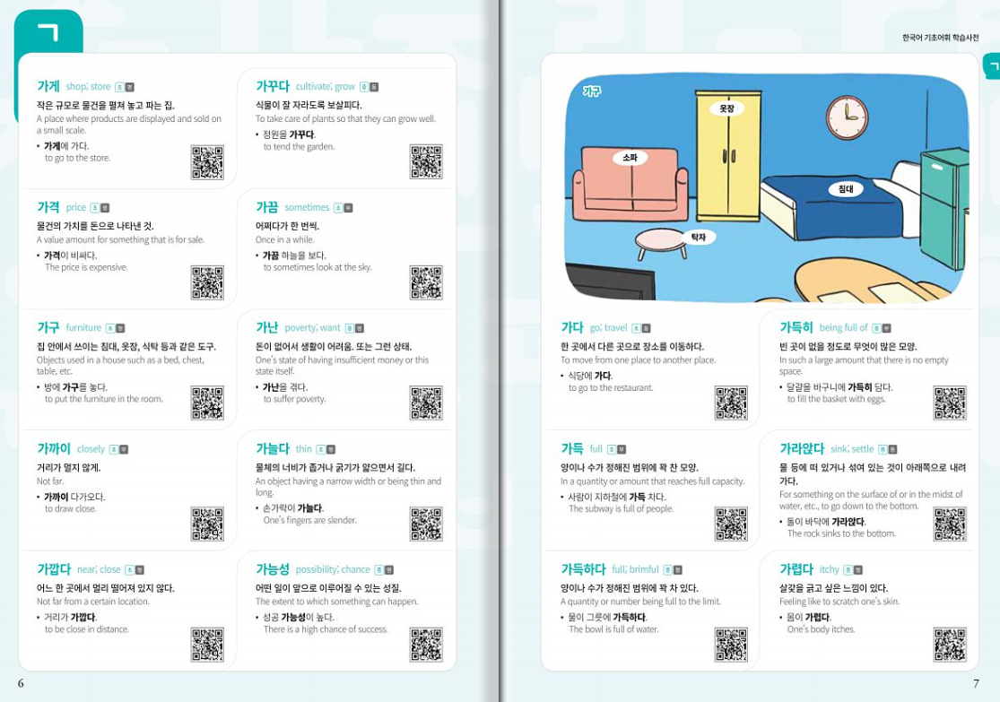 ㄱ
가게 shop; store 초 명
작은 규모로 물건을 펼쳐 놓고 파는 집.
A place where products are displayed and sold on
a small scale.
• 가게에 가다.
to go to the store.
가격 price 초 명
물건의 가치를 돈으로 나타낸 것.
A value amount for something that is for sale.
• 가격이 비싸다.
The price is expensive.
가구 furniture 초 명
집 안에서 쓰이는 침대, 옷장, 식탁 등과 같은 도구.
Objects used in a house such as a bed, chest,
table, etc.
• 방에 가구를 놓다.
to put the furniture in the room.
가까이 closely 초 부
거리가 멀지 않게.
Not far.
• 가까이 다가오다.
to draw close.
가깝다 near; close 초 형
어느 한 곳에서 멀리 떨어져 있지 않다.
Not far from a certain location.
• 거리가 가깝다.
to be close in distance.
가꾸다 cultivate; grow 중 동
식물이 잘 자라도록 보살피다.
To take care of plants so that they can grow well.
• 정원을 가꾸다.
to tend the garden.
가끔 sometimes 초 부
어쩌다가 한 번씩.
Once in a while.
• 가끔 하늘을 보다.
to sometimes look at the sky.
가난 poverty; want 중 명
돈이 없어서 생활이 어려움. 또는 그런 상태.
One's state of having insufficient money or this
state itself.
• 가난을 겪다.
to suffer poverty.
가늘다 thin 초 형
물체의 너비가 좁거나 굵기가 얇으면서 길다.
An object having a narrow width or being thin and
long.
• 손가락이 가늘다.
One's fingers are slender.
가능성 possibility; chance 중 명
어떤 일이 앞으로 이루어질 수 있는 성질.
The extent to which something can happen.
• 성공 가능성이 높다.
There is a high chance of success.
6
한국어 기초어휘 학습사전
ㄱ
가구
옷장
소파
침대
탁자
가다 go; travel 초 동
한 곳에서 다른 곳으로 장소를 이동하다.
To move from one place to another place.
• 식당에 가다.
to go to the restaurant.
가득 full 초 부
양이나 수가 정해진 범위에 꽉 찬 모양.
In a quantity or amount that reaches full capacity.
• 사람이 지하철에 가득 차다.
The subway is full of people.
가득하다 full; brimful 중 형
양이나 수가 정해진 범위에 꽉 차 있다.
A quantity or number being full to the limit.
• 물이 그릇에 가득하다.
The bowl is full of water.
가득히 being full of 중 부
빈 곳이 없을 정도로 무엇이 많은 모양.
In such a large amount that there is no empty
space.
• 달걀을 바구니에 가득히 담다.
to fill the basket with eggs.
가라앉다 sink; settle 중 동
물 등에 떠 있거나 섞여 있는 것이 아래쪽으로 내려
가다.
For something on the surface of or in the midst of
water, etc., to go down to the bottom.
• 돌이 바닥에 가라앉다.
The rock sinks to the bottom.
가렵다 itchy 중 형
살갗을 긁고 싶은 느낌이 있다.
Feeling like to scratch one's skin.
• 몸이 가렵다.
One's body itches.
7